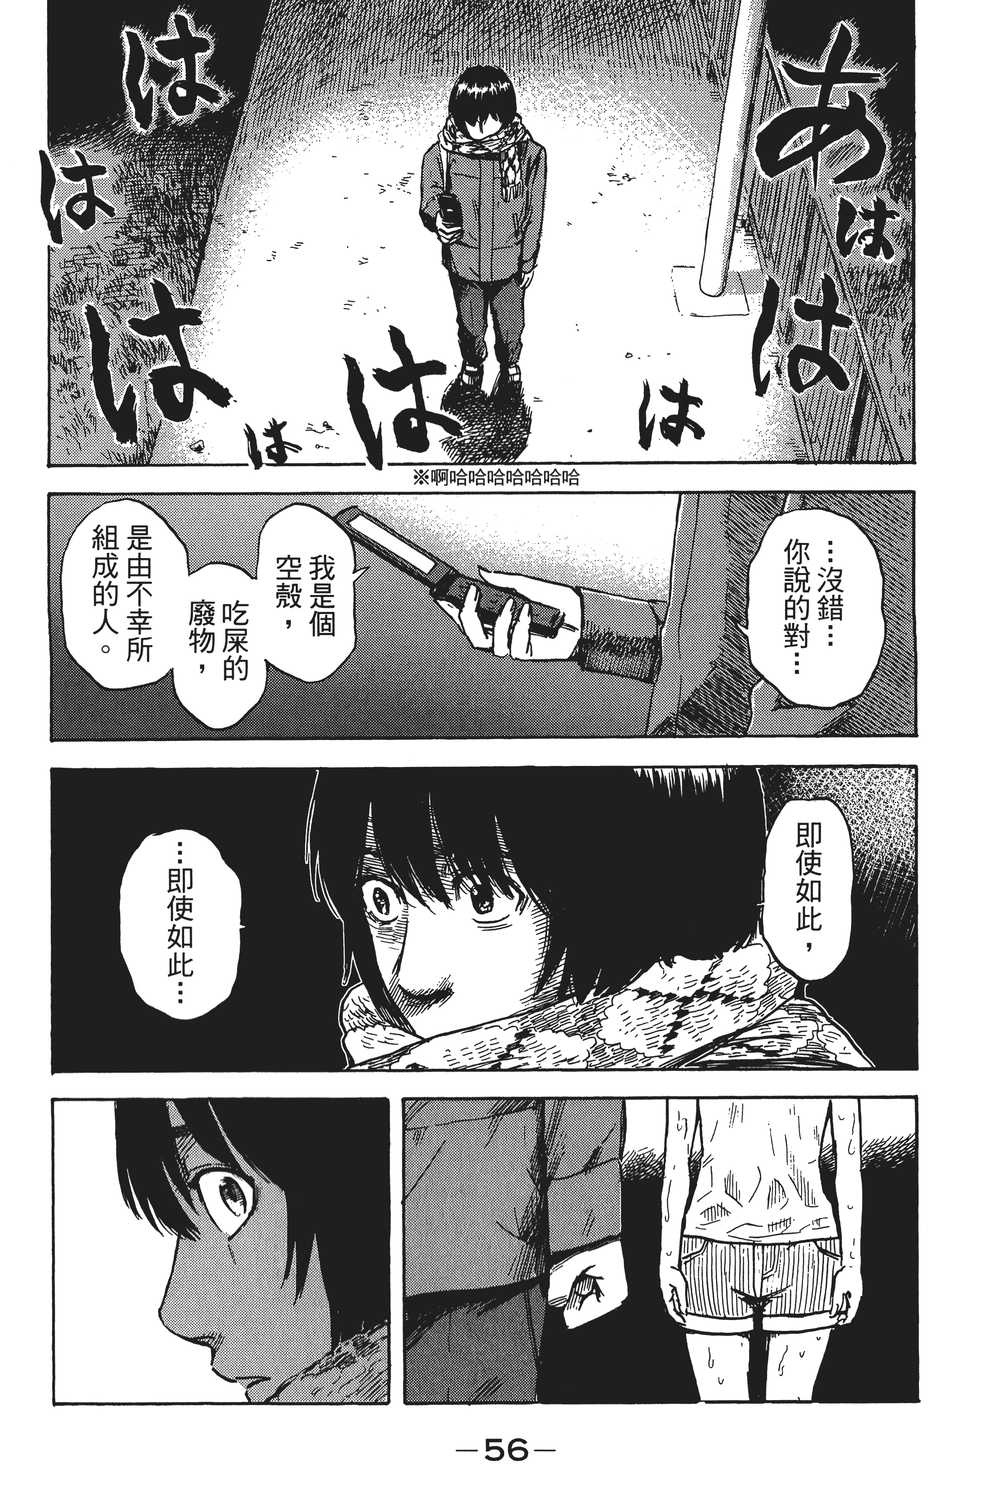 あ
は
は
は
は
は
は
は
は
※啊哈哈哈哈哈哈哈
…沒錯…
你說的對…
我是個
空殼，
吃屎的
廢物，
是由不幸所
組成的人。
即使如此，
…即使如此…
—56—